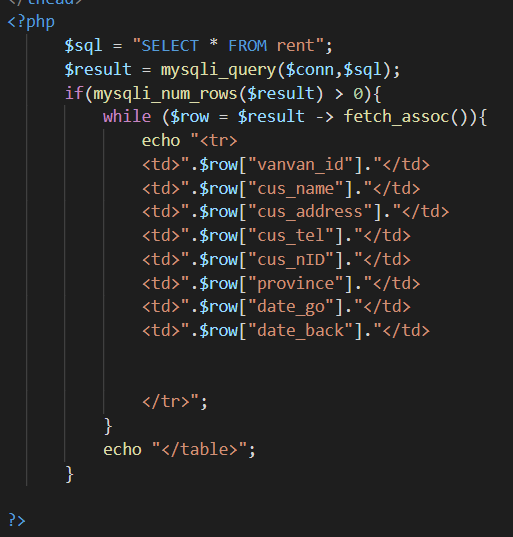 </thead>
<?php
$sql = "SELECT * FROM rent";
$result = mysqli_query($conn,$sql);
if(mysqli_num_rows($result) > 0){
while ($row = $result -> fetch_assoc()){
echo "<tr>
<td>".$row["vanvan_id"]."</td>
<td>".$row["cus_name"]."</td>
<td>".$row["cus_address"]."</td>
<td>".$row["cus_tel"]."</td>
<td>".$row["cus_nID"]."</td>
<td>".$row["province"]."</td>
<td>".$row["date_go"]."</td>
<td>".$row["date_back"]."</td>
</tr>";
}
echo "</table>";
}
?>